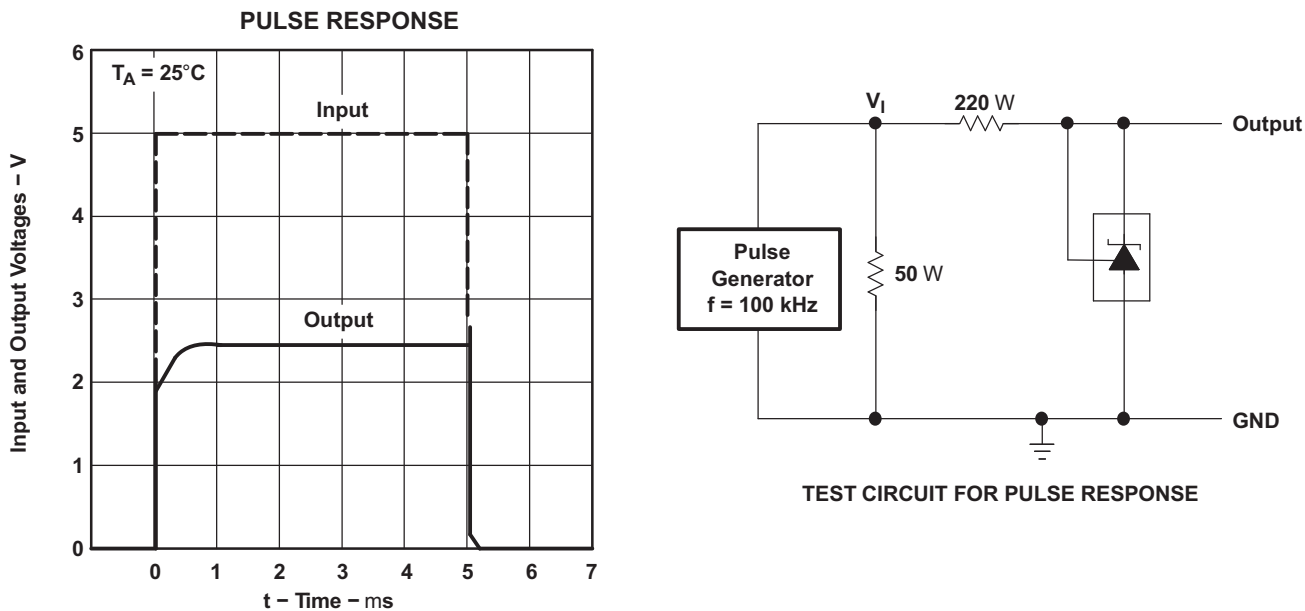 PULSE RESPONSE
6
5
4
3
2
1
0
Input and Output Voltages – V
TA = 25°C
Input
Output
0 1 2 3 4 5 6 7
t – Time – ms
VI
220 W
Output
Pulse
Generator
f = 100 kHz
50 W
GND
TEST CIRCUIT FOR PULSE RESPONSE